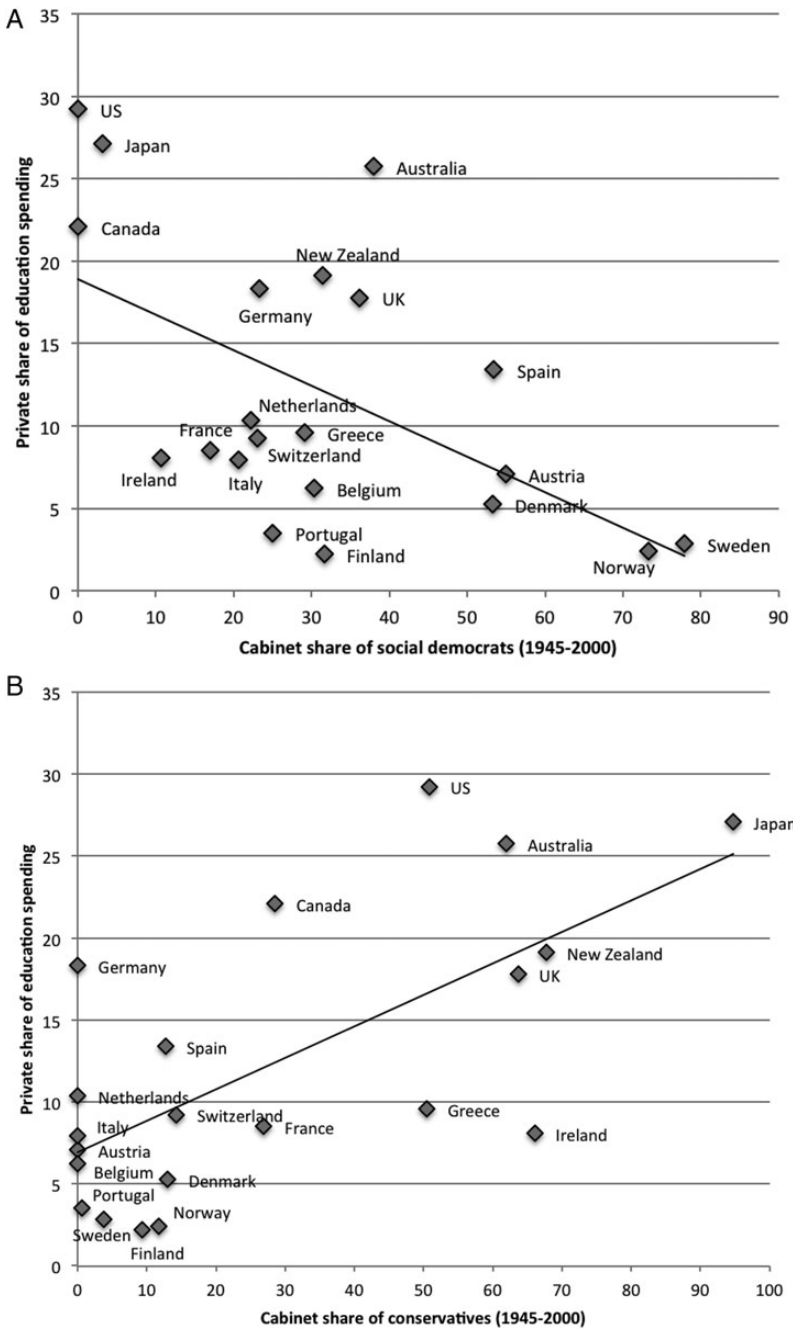 A
35
30
25
20
15
10
5
0
Private share of education spending
US
Japan
Australia
Canada
New Zealand
Germany
UK
Spain
Netherlands
France
Greece
Switzerland
Ireland
Italy
Austria
Belgium
Denmark
Portugal
Finland
Sweden
Norway
0 10 20 30 40 50 60 70 80 90
Cabinet share of social democrats (1945-2000)
B
35
30
25
20
15
10
5
0
Private share of education spending
US
Japan
Australia
Canada
New Zealand
Germany
UK
Spain
Netherlands
Switzerland
Greece
Italy
France
Ireland
Austria
Belgium
Denmark
Portugal
Norway
Sweden
Finland
0 10 20 30 40 50 60 70 80 90 100
Cabinet share of conservatives (1945-2000)